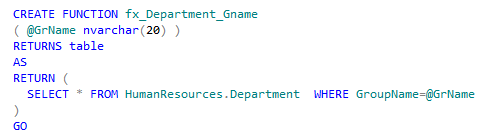 CREATE FUNCTION fx_Department_Gname
( @GrName nvarchar(20) )
RETURNS table
AS
RETURN (
  SELECT * FROM HumanResources.Department  WHERE GroupName=@GrName
)
GO